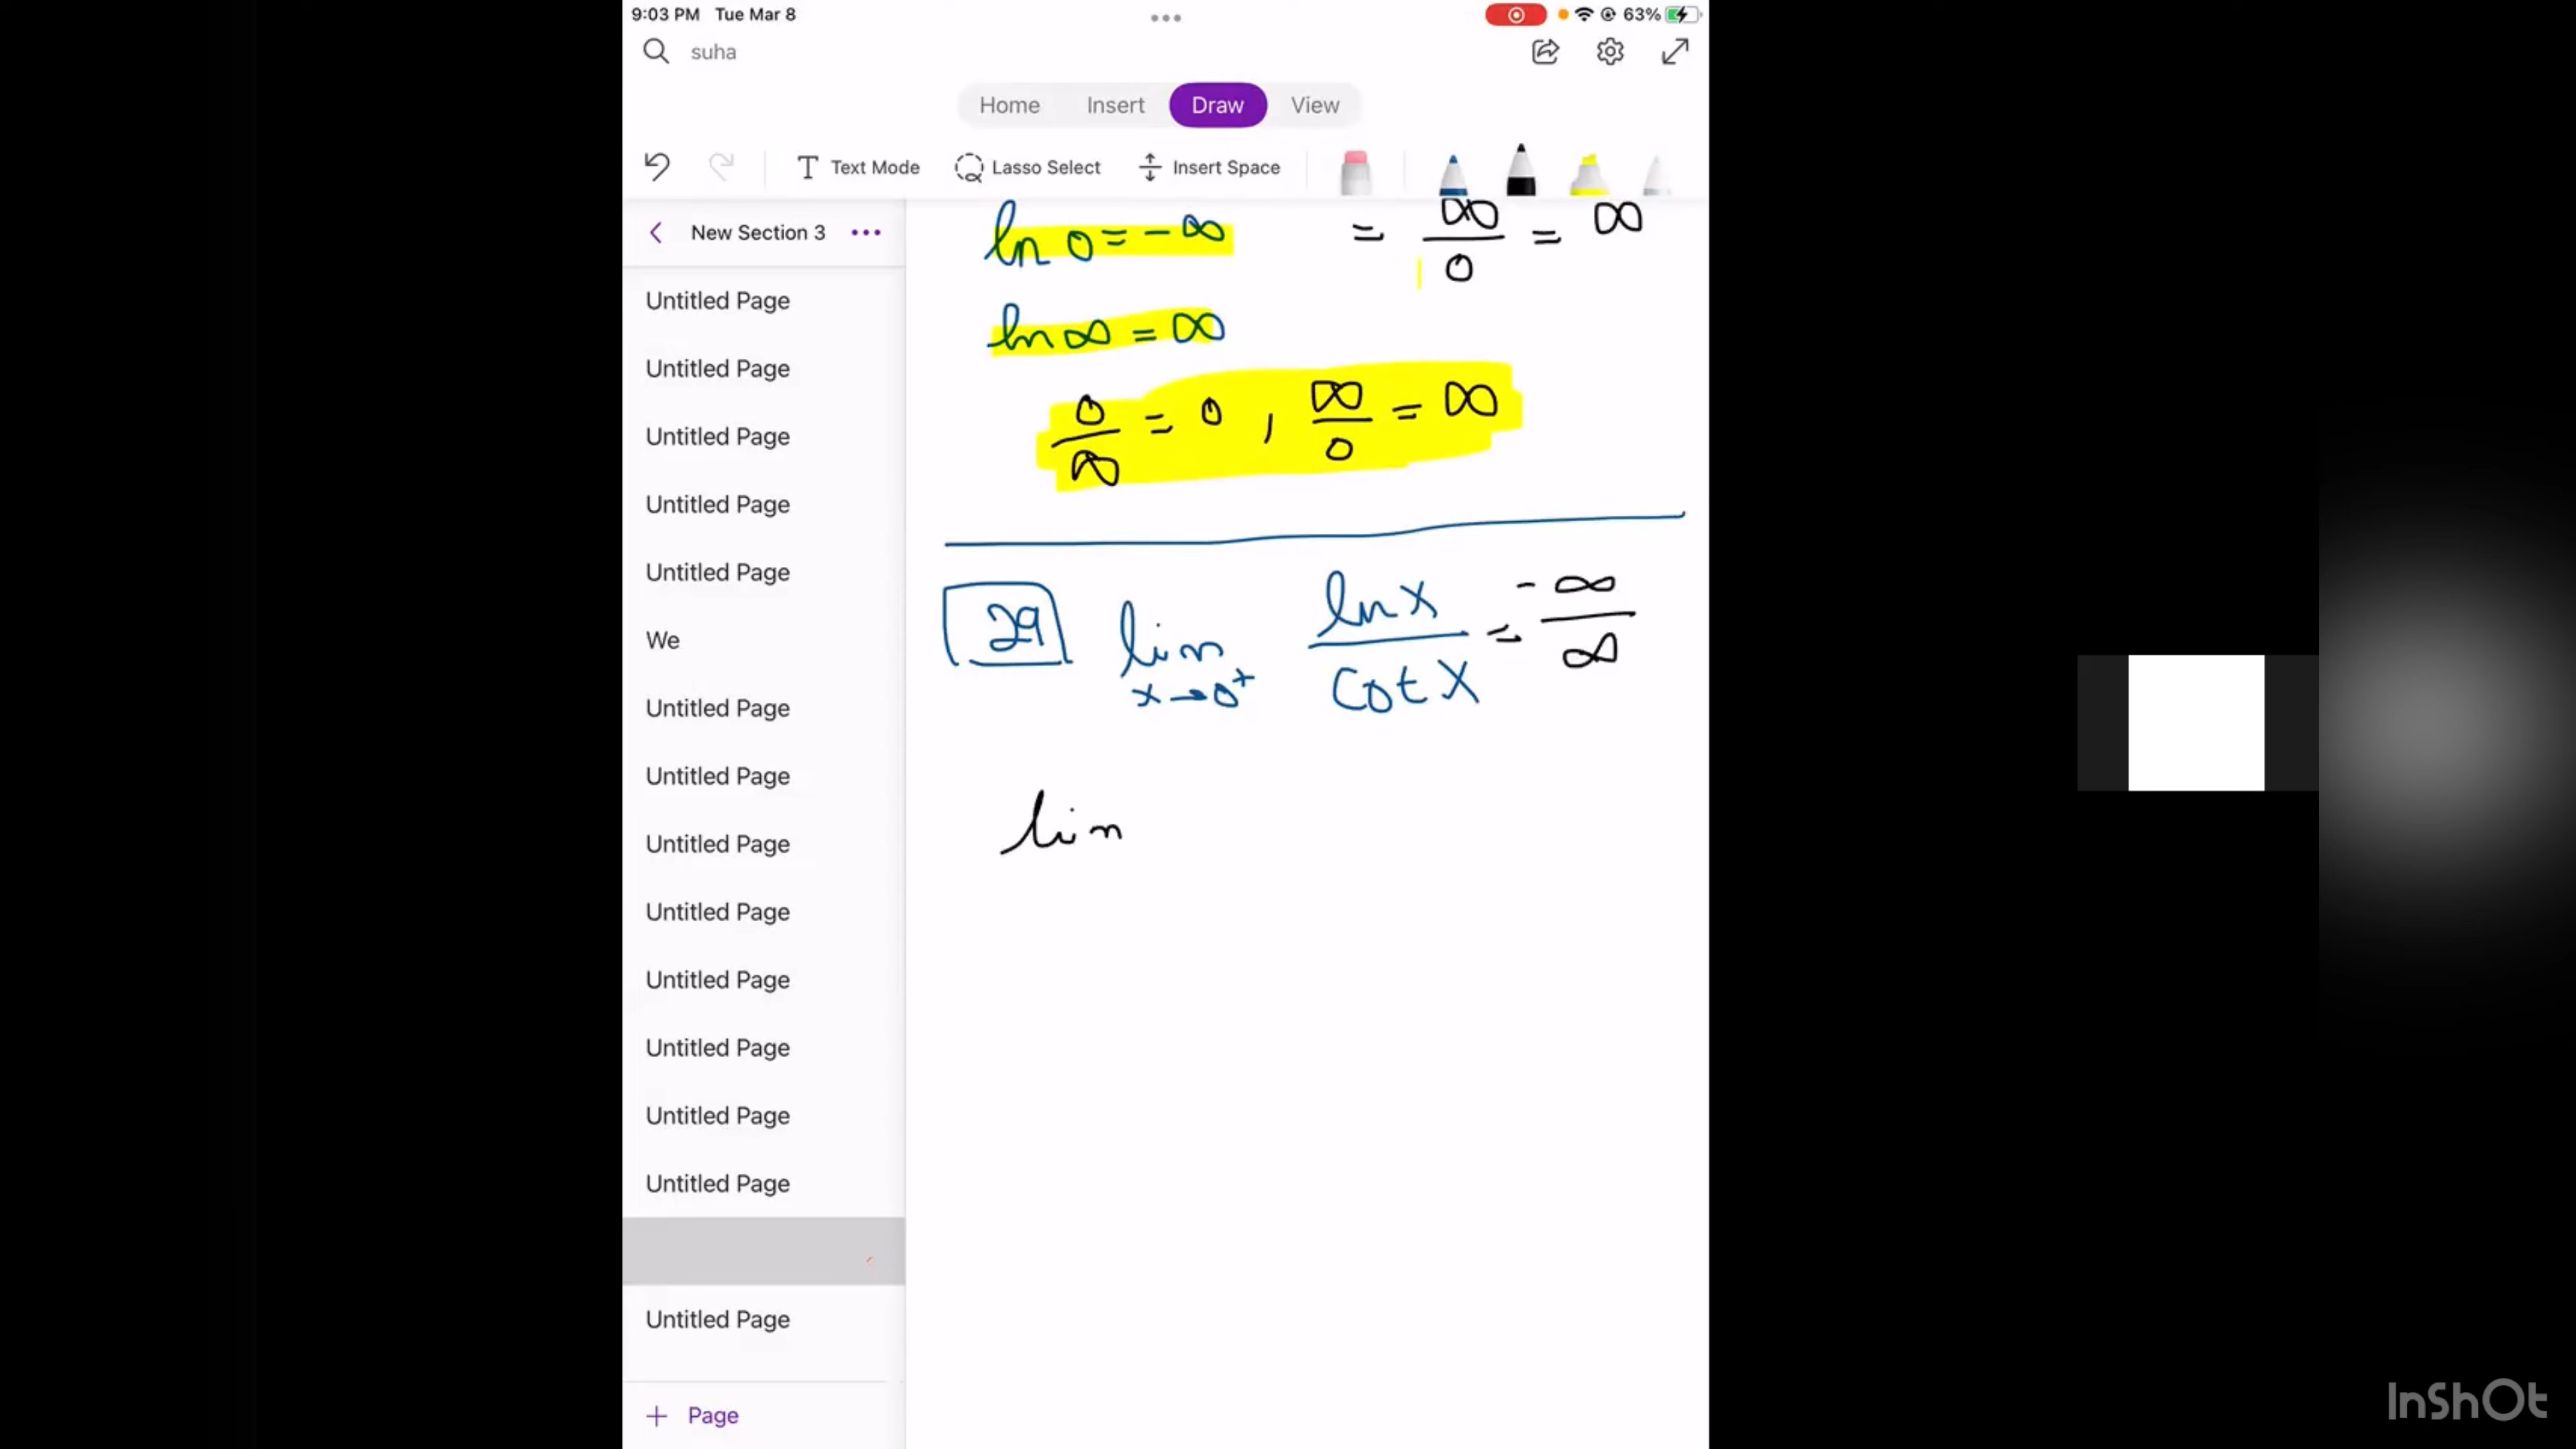 9:03 PM Tue Mar 8
63%
suha
Home Insert Draw View
Text Mode Lasso Select Insert Space
New Section 3
Untitled Page
Untitled Page
Untitled Page
Untitled Page
Untitled Page
We
Untitled Page
Untitled Page
Untitled Page
Untitled Page
Untitled Page
Untitled Page
Untitled Page
Untitled Page
Untitled Page
+ Page
ln 0 = -∞
= ∞/0 = ∞
ln ∞ = ∞
0/∞ = 0 , ∞/0 = ∞
29 lim x→0⁺ ln x / cot x = -∞/∞
lim
InShOt